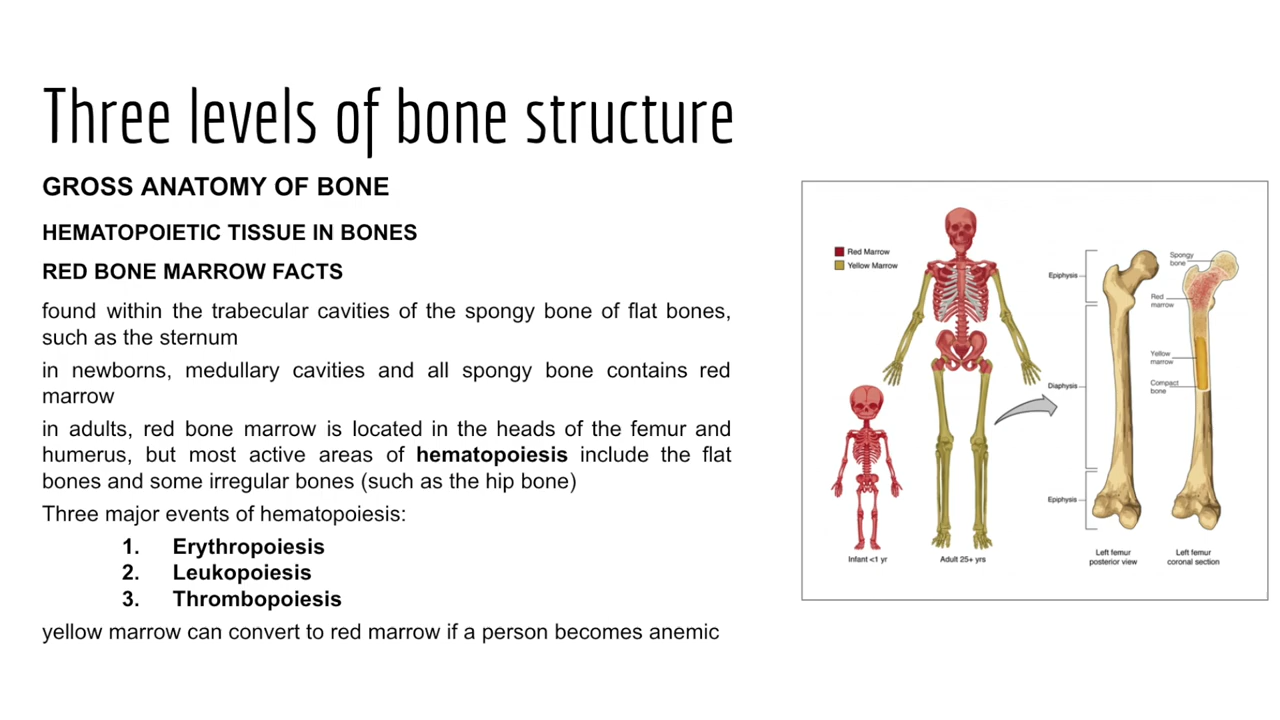 Three levels of bone structure
GROSS ANATOMY OF BONE
HEMATOPOIETIC TISSUE IN BONES
RED BONE MARROW FACTS
found within the trabecular cavities of the spongy bone of flat bones,
such as the sternum
in newborns, medullary cavities and all spongy bone contains red
marrow
in adults, red bone marrow is located in the heads of the femur and
humerus, but most active areas of hematopoiesis include the flat
bones and some irregular bones (such as the hip bone)
Three major events of hematopoiesis:
1. Erythropoiesis
2. Leukopoiesis
3. Thrombopoiesis
yellow marrow can convert to red marrow if a person becomes anemic
Red Marrow
Yellow Marrow
Infant <1 yr
Adult 25+ yrs
Epiphysis
Diaphysis
Epiphysis
Spongy
bone
Red
marrow
Yellow
marrow
Compact
bone
Left femur
posterior view
Left femur
coronal section